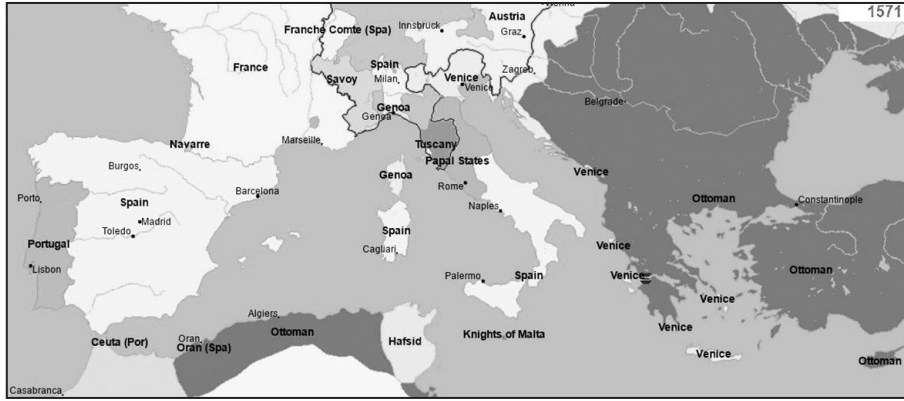 1571
Vienna
Austria
Innsbruck
Graz
Franche Comte (Spa)
France
Spain
Milan
Zagreb
Savoy
Venice
Venice
Genoa
Genoa
Belgrade
Marseille
Tuscany
Navarre
Papal States
Burgos
Genoa
Venice
Rome
Barcelona
Porto
Spain
Ottoman
Constantinople
Naples
Madrid
Toledo
Spain
Portugal
Venice
Cagliari
Lisbon
Ottoman
Palermo
Spain
Venice
Venice
Algiers
Venice
Ottoman
Ceuta (Por)
Oran
Oran (Spa)
Hafsid
Knights of Malta
Venice
Ottoman
Casabranca